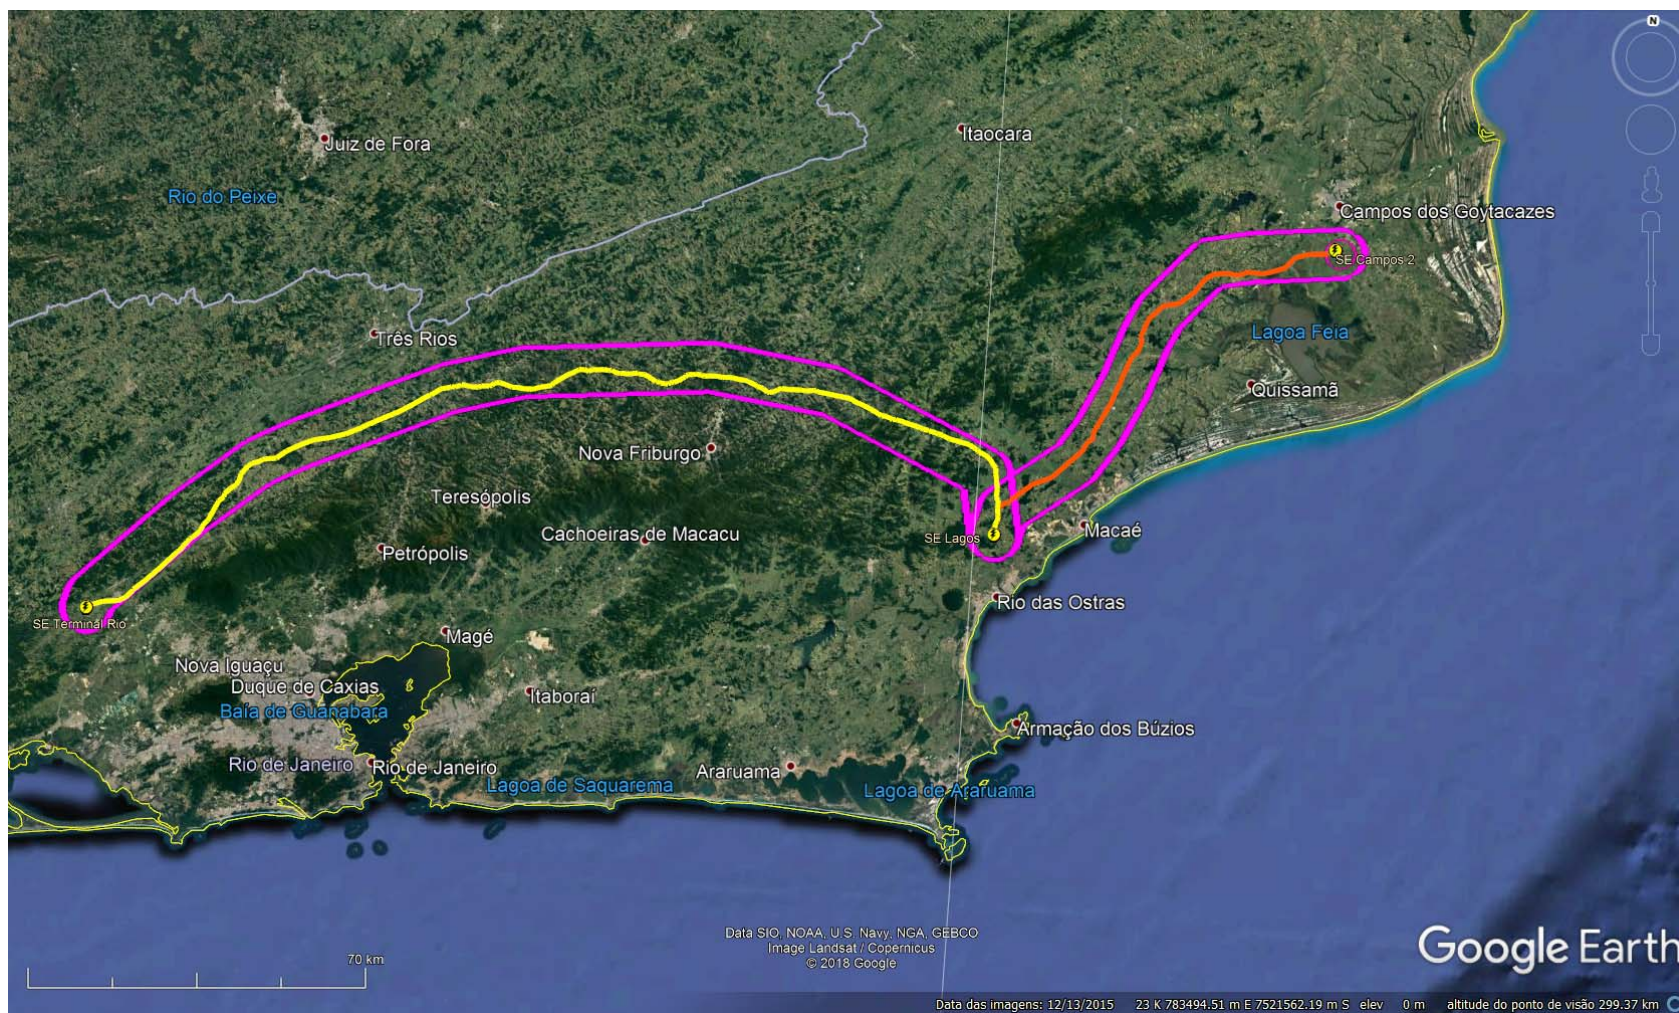 N
Itaocara
Juiz de Fora
Rio do Peixe
Campos dos Goytacazes
SE Campos 2
Lagoa Feia
Três Rios
Quissamã
Nova Friburgo
Teresópolis
Cachoeiras de Macacu
SE Lagos
Macaé
Petrópolis
Rio das Ostras
SE Terminal Rio
Magé
Nova Iguaçu
Duque de Caxias
Itaboraí
Baía de Guanabara
Armação dos Búzios
Rio de Janeiro
Rio de Janeiro
Araruama
Lagoa de Saquarema
Lagoa de Araruama
Data SIO, NOAA, U.S. Navy, NGA, GEBCO
Image Landsat / Copernicus
© 2018 Google
Google Earth
70 km
Data das imagens: 12/13/2015 23 K 783494.51 m E 7521562.19 m S elev 0 m altitude do ponto de visão 299.37 km